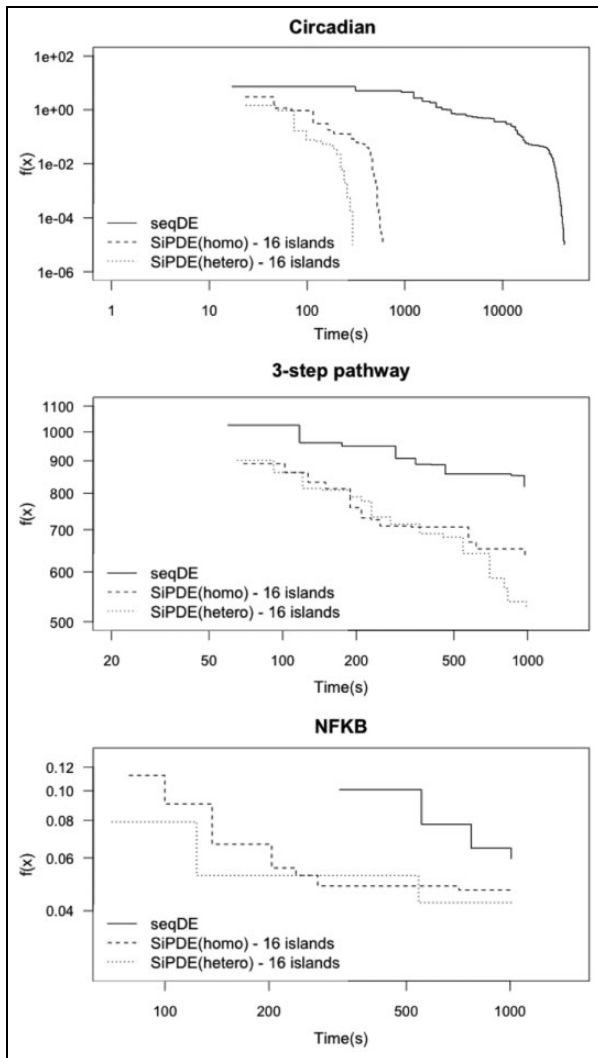 Circadian
1e+02
1e+00
1e-02
1e-04
1e-06
f(x)
seqDE
SiPDE(homo) - 16 islands
SiPDE(hetero) - 16 islands
1 10 100 1000 10000
Time(s)
3-step pathway
1100
1000
900
800
700
600
500
f(x)
seqDE
SiPDE(homo) - 16 islands
SiPDE(hetero) - 16 islands
20 50 100 200 500 1000
Time(s)
NFKB
0.12
0.10
0.08
0.06
0.04
f(x)
seqDE
SiPDE(homo) - 16 islands
SiPDE(hetero) - 16 islands
100 200 500 1000
Time(s)